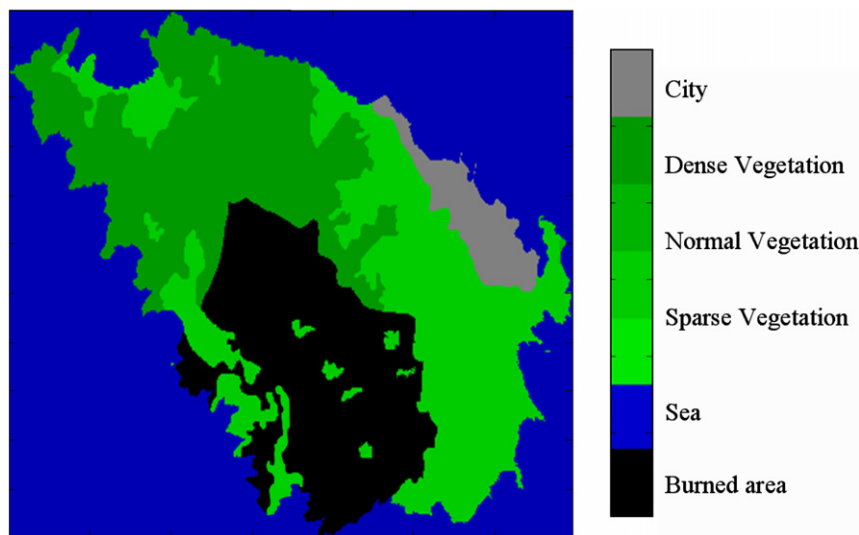 City
Dense Vegetation
Normal Vegetation
Sparse Vegetation
Sea
Burned area